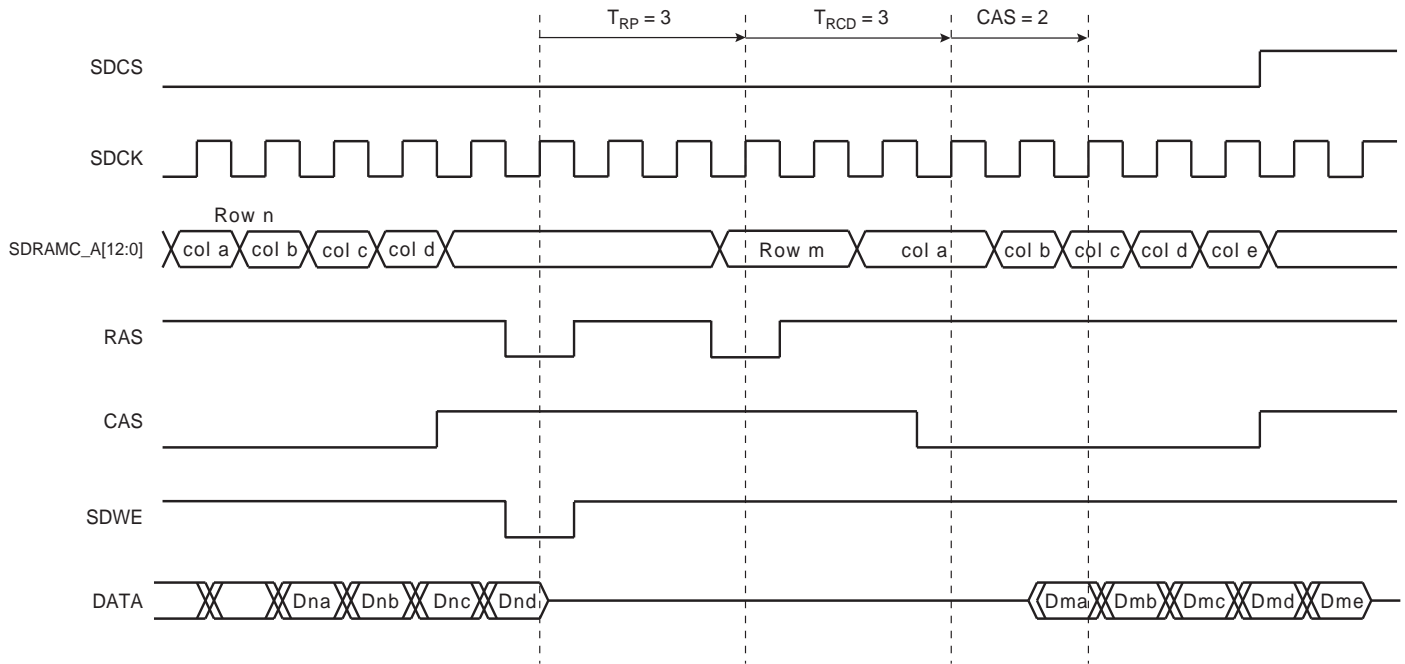 T_RP = 3 T_RCD = 3 CAS = 2
SDCS
SDCK
Row n
SDRAMC_A[12:0] col a col b col c col d Row m col a col b col c col d col e
RAS
CAS
SDWE
DATA Dna Dnb Dnc Dnd Dma Dmb Dmc Dmd Dme